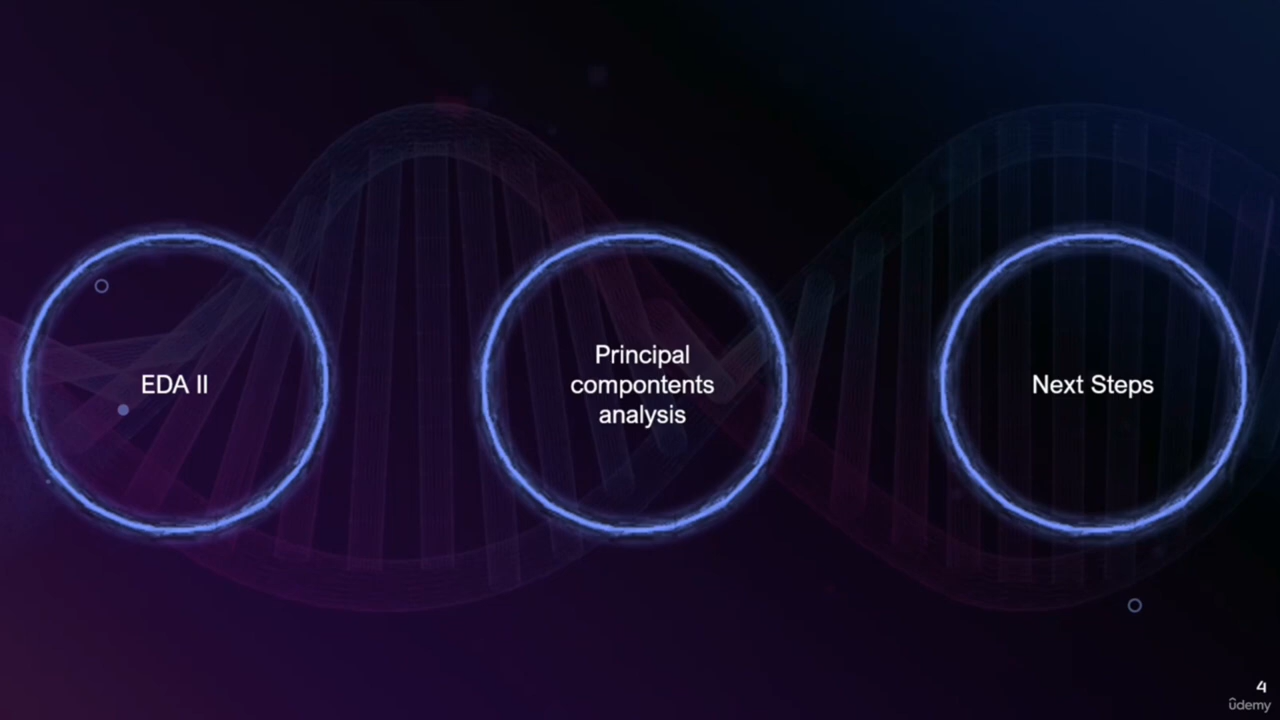 EDA II
Principal
compontents
analysis
Next Steps
4
ûdemy